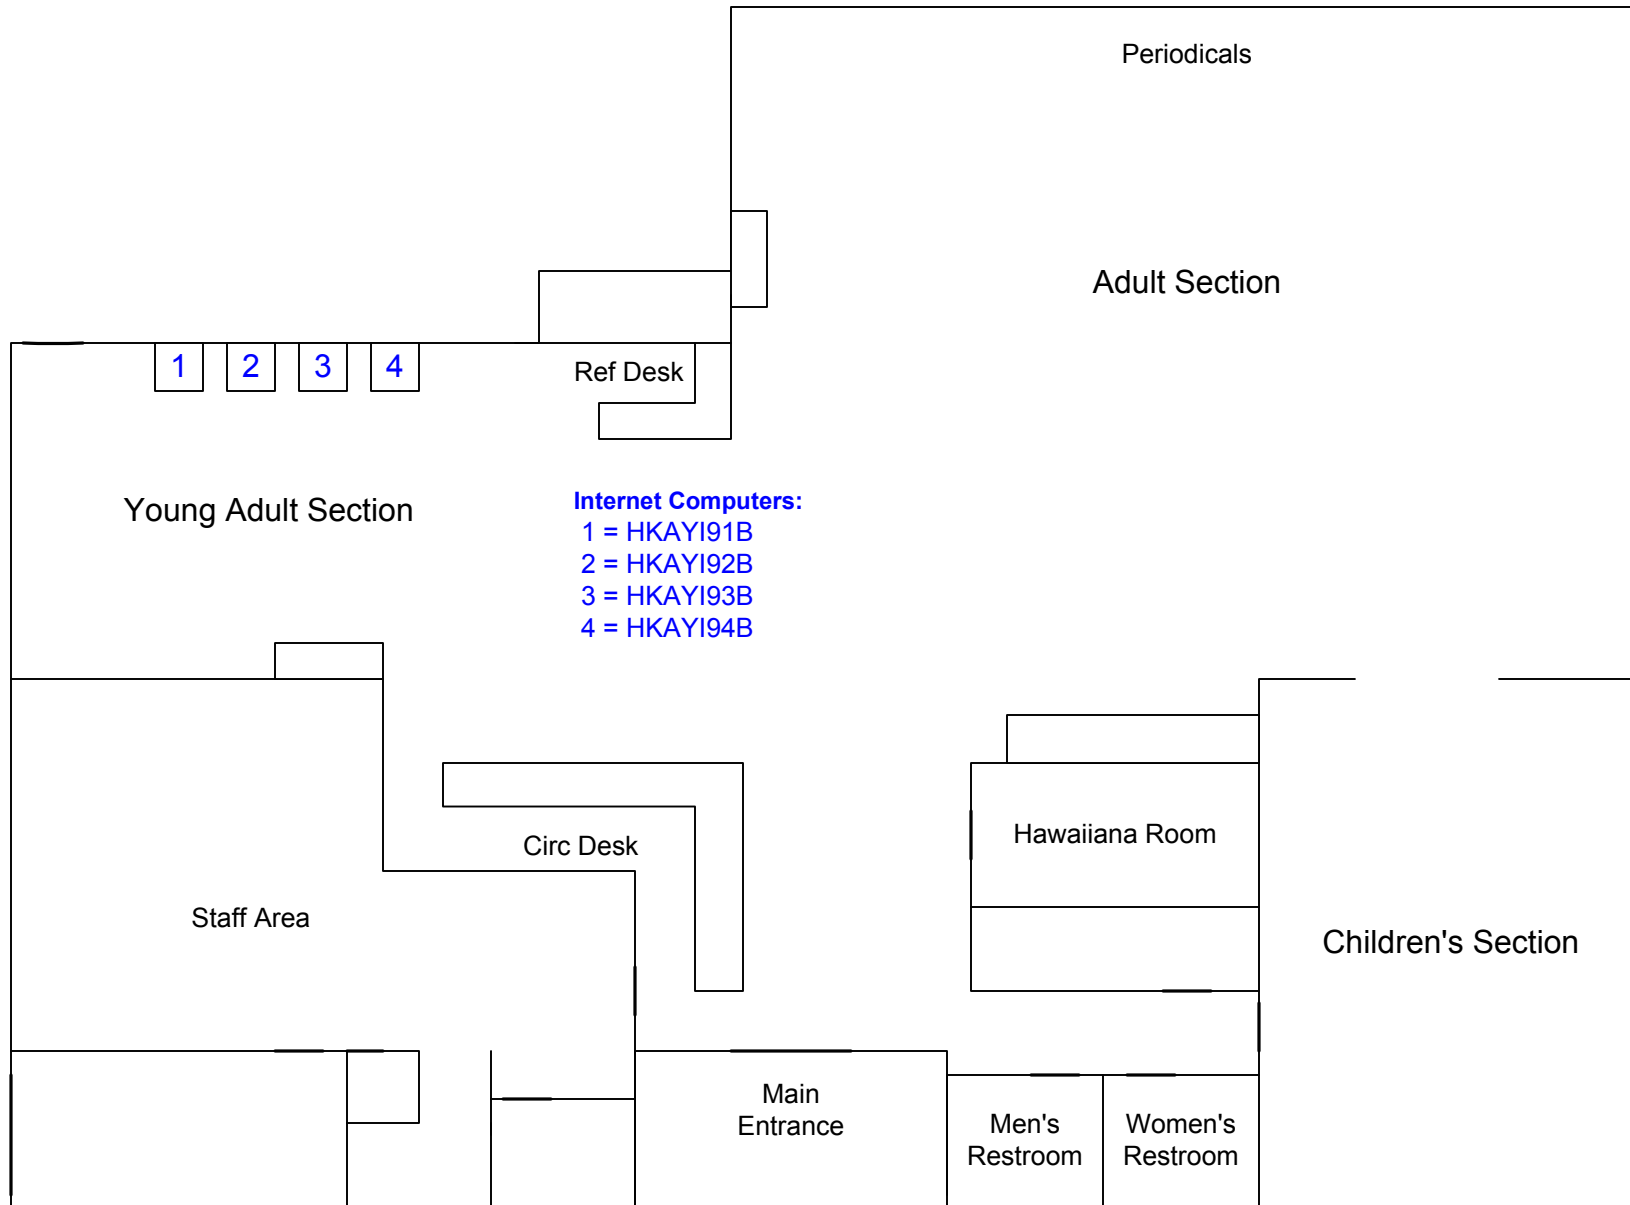 Periodicals
Adult Section
1 2 3 4
Ref Desk
Young Adult Section
Internet Computers:
1 = HKAYI91B
2 = HKAYI92B
3 = HKAYI93B
4 = HKAYI94B
Hawaiiana Room
Circ Desk
Staff Area
Children's Section
Main
Entrance
Men's
Restroom
Women's
Restroom